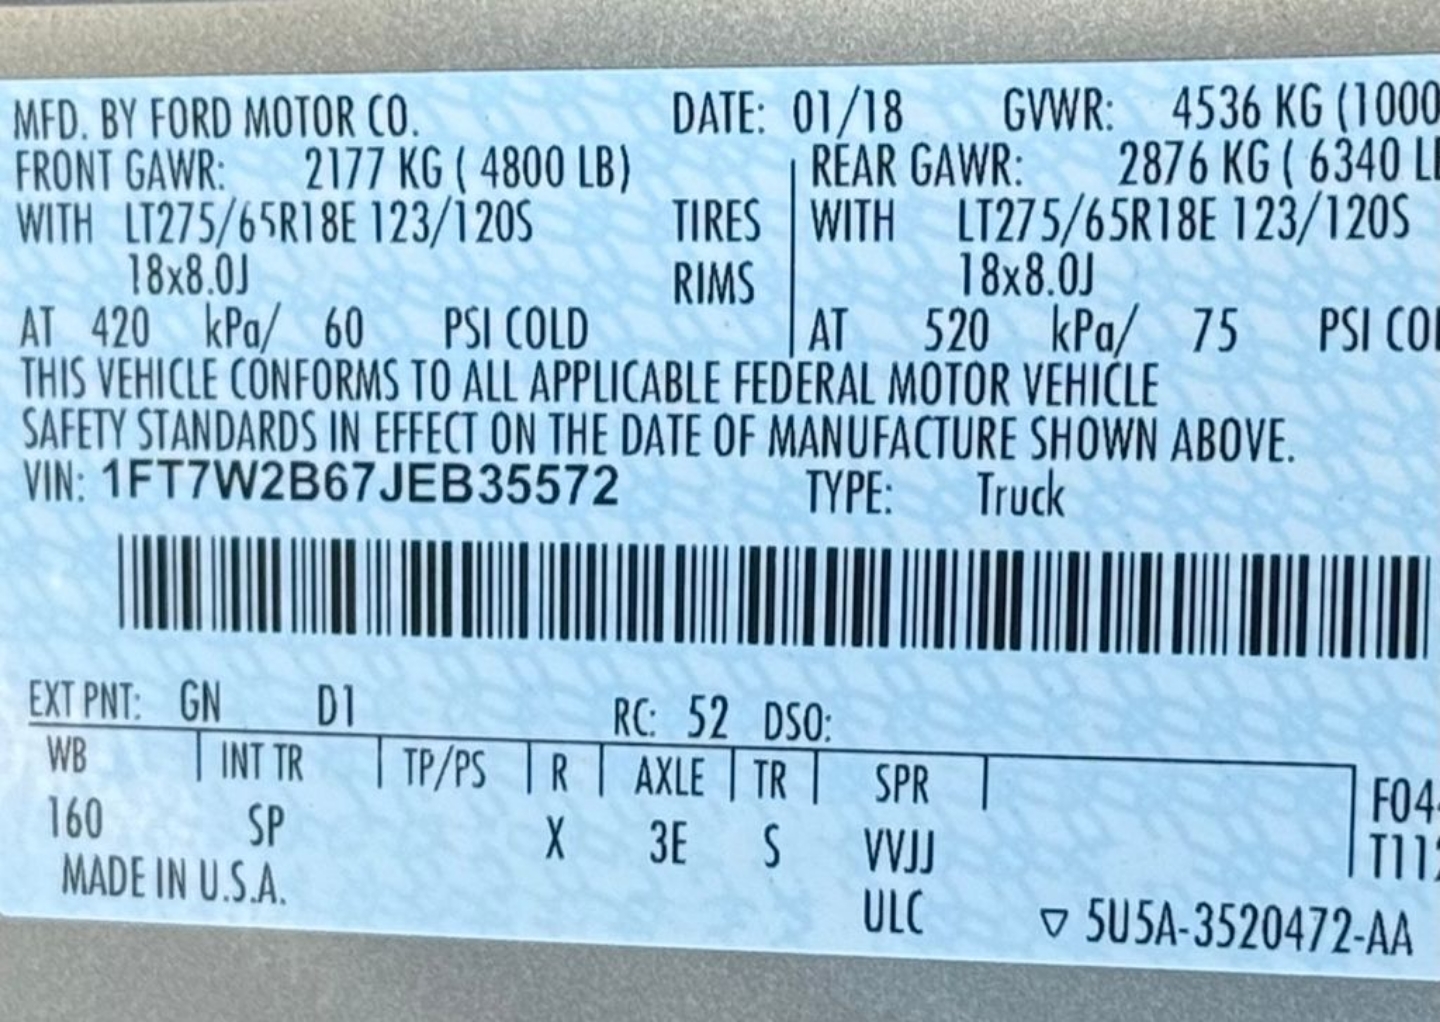 MFD. BY FORD MOTOR CO. DATE: 01/18 GVWR: 4536 KG (1000
FRONT GAWR: 2177 KG ( 4800 LB) REAR GAWR: 2876 KG ( 6340 L
WITH LT275/65R18E 123/120S TIRES WITH LT275/65R18E 123/120S
18x8.0J RIMS 18x8.0J
AT 420 kPa/ 60 PSI COLD AT 520 kPa/ 75 PSI CO
THIS VEHICLE CONFORMS TO ALL APPLICABLE FEDERAL MOTOR VEHICLE
SAFETY STANDARDS IN EFFECT ON THE DATE OF MANUFACTURE SHOWN ABOVE.
VIN: 1FT7W2B67JEB35572 TYPE: Truck
EXT PNT: GN D1 RC: 52 DSO:
WB INT TR TP/PS R AXLE TR SPR
160 SP X 3E S VVJJ
F04
T11
MADE IN U.S.A. ULC
▽ 5U5A-3520472-AA